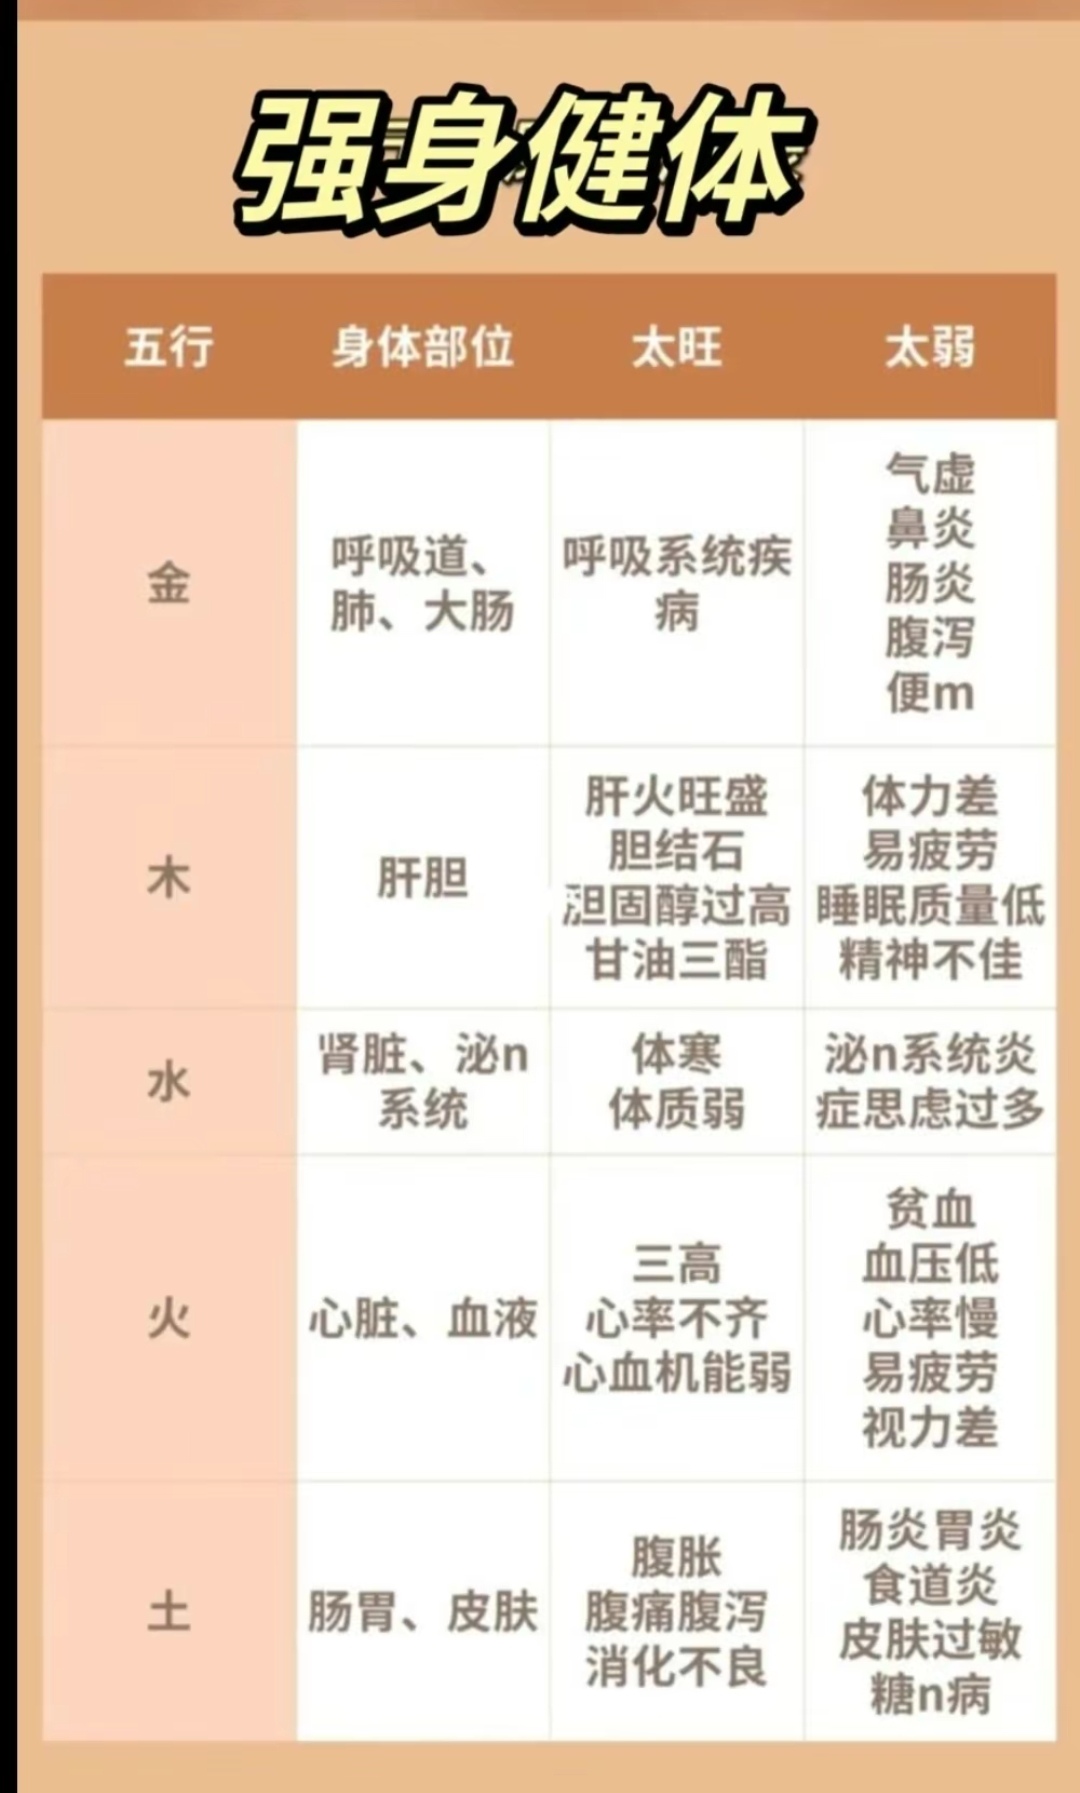 强身健体
五行 身体部位 太旺 太弱
金
呼吸道、
肺、大肠
呼吸系统疾
病
气虚
鼻炎
肠炎
腹泻
便m
木
肝胆
肝火旺盛
胆结石
胆固醇过高
甘油三酯
体力差
易疲劳
睡眠质量低
精神不佳
水
肾脏、泌n
系统
体寒
体质弱
泌n系统炎
症思虑过多
火
心脏、血液
三高
心率不齐
心血机能弱
贫血
血压低
心率慢
易疲劳
视力差
土
肠胃、皮肤
腹胀
腹痛腹泻
消化不良
肠炎胃炎
食道炎
皮肤过敏
糖n病